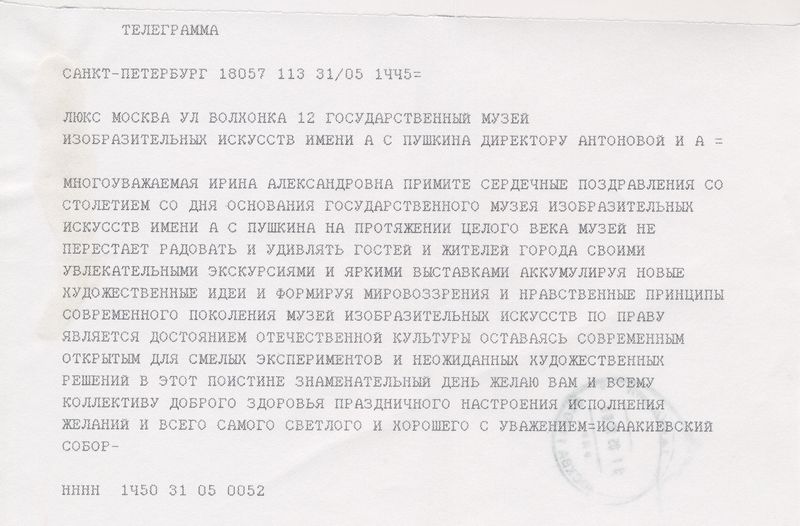 ТЕЛЕГРАММА
САНКТ-ПЕТЕРБУРГ 18057 113 31/05 1445=
ЛЮКС МОСКВА УЛ ВОЛХОНКА 12 ГОСУДАРСТВЕННЫЙ МУЗЕЙ
ИЗОБРАЗИТЕЛЬНЫХ ИСКУССТВ ИМЕНИ А С ПУШКИНА ДИРЕКТОРУ АНТОНОВОЙ И А =
МНОГОУВАЖАЕМАЯ ИРИНА АЛЕКСАНДРОВНА ПРИМИТЕ СЕРДЕЧНЫЕ ПОЗДРАВЛЕНИЯ СО
СТОЛЕТИЕМ СО ДНЯ ОСНОВАНИЯ ГОСУДАРСТВЕННОГО МУЗЕЯ ИЗОБРАЗИТЕЛЬНЫХ
ИСКУССТВ ИМЕНИ А С ПУШКИНА НА ПРОТЯЖЕНИИ ЦЕЛОГО ВЕКА МУЗЕЙ НЕ
ПЕРЕСТАЕТ РАДОВАТЬ И УДИВЛЯТЬ ГОСТЕЙ И ЖИТЕЛЕЙ ГОРОДА СВОИМИ
УВЛЕКАТЕЛЬНЫМИ ЭКСКУРСИЯМИ И ЯРКИМИ ВЫСТАВКАМИ АККУМУЛИРУЯ НОВЫЕ
ХУДОЖЕСТВЕННЫЕ ИДЕИ И ФОРМИРУЯ МИРОВОЗЗРЕНИЯ И НРАВСТВЕННЫЕ ПРИНЦИПЫ
СОВРЕМЕННОГО ПОКОЛЕНИЯ МУЗЕЙ ИЗОБРАЗИТЕЛЬНЫХ ИСКУССТВ ПО ПРАВУ
ЯВЛЯЕТСЯ ДОСТОЯНИЕМ ОТЕЧЕСТВЕННОЙ КУЛЬТУРЫ ОСТАВАЯСЬ СОВРЕМЕННЫМ
ОТКРЫТЫМ ДЛЯ СМЕЛЫХ ЭКСПЕРИМЕНТОВ И НЕОЖИДАННЫХ ХУДОЖЕСТВЕННЫХ
РЕШЕНИЙ В ЭТОТ ПОИСТИНЕ ЗНАМЕНАТЕЛЬНЫЙ ДЕНЬ ЖЕЛАЮ ВАМ И ВСЕМУ
КОЛЛЕКТИВУ ДОБРОГО ЗДОРОВЬЯ ПРАЗДНИЧНОГО НАСТРОЕНИЯ ИСПОЛНЕНИЯ
ЖЕЛАНИЙ И ВСЕГО САМОГО СВЕТЛОГО И ХОРОШЕГО С УВАЖЕНИЕМ=ИСААКИЕВСКИЙ
СОБОР-
НННН 1450 31 05 0052